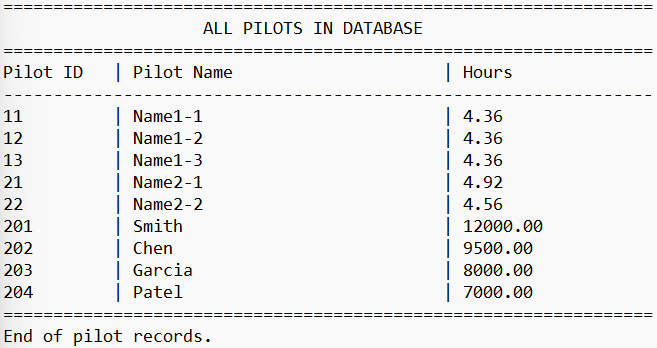 =================================================================
ALL PILOTS IN DATABASE
=================================================================
Pilot ID   | Pilot Name                     | Hours
-----------------------------------------------------------------
11         | Name1-1                        | 4.36
12         | Name1-2                        | 4.36
13         | Name1-3                        | 4.36
21         | Name2-1                        | 4.92
22         | Name2-2                        | 4.56
201        | Smith                          | 12000.00
202        | Chen                           | 9500.00
203        | Garcia                         | 8000.00
204        | Patel                          | 7000.00
=================================================================
End of pilot records.